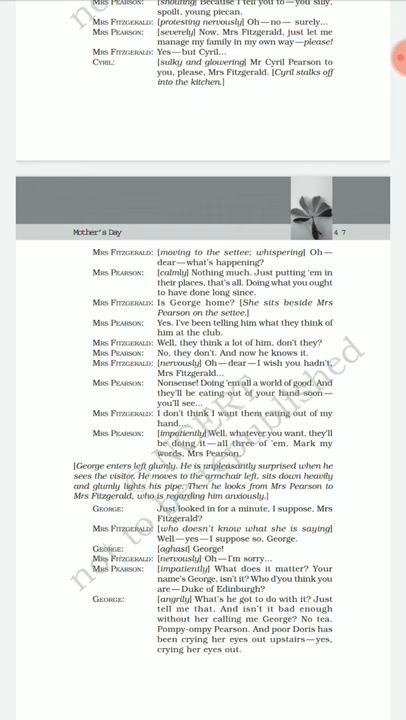 MRS PEARSON: [shouting] Because I tell you to—you silly,
spoilt, young piecan.
MRS FITZGERALD: [protesting nervously] Oh—no— surely...
MRS PEARSON: [severely] Now, Mrs Fitzgerald, just let me
manage my family in my own way—please!
MRS FITZGERALD: Yes—but Cyril...
CYRIL: [sulky and glowering] Mr Cyril Pearson to
you, please, Mrs Fitzgerald. [Cyril stalks off
into the kitchen.]
Mother's Day 47
MRS FITZGERALD: [moving to the settee; whispering] Oh—
dear—what's happening?
MRS PEARSON: [calmly] Nothing much. Just putting 'em in
their places, that's all. Doing what you ought
to have done long since.
MRS FITZGERALD: Is George home? [She sits beside Mrs
Pearson on the settee.]
MRS PEARSON: Yes. I've been telling him what they think of
him at the club.
MRS FITZGERALD: Well, they think a lot of him, don't they?
MRS PEARSON: No, they don't. And now he knows it.
MRS FITZGERALD: [nervously] Oh—dear—I wish you hadn't,
Mrs Fitzgerald...
MRS PEARSON: Nonsense! Doing 'em all a world of good. And
they'll be eating out of your hand soon—
you'll see...
MRS FITZGERALD: I don't think I want them eating out of my
hand...
MRS PEARSON: [impatiently] Well, whatever you want, they'll
be doing it—all three of 'em. Mark my
words, Mrs Pearson.
[George enters left glumly. He is unpleasantly surprised when he
sees the visitor. He moves to the armchair left, sits down heavily
and glumly lights his pipe. Then he looks from Mrs Pearson to
Mrs Fitzgerald, who is regarding him anxiously.]
GEORGE: Just looked in for a minute, I suppose, Mrs
Fitzgerald?
MRS FITZGERALD: [who doesn't know what she is saying]
Well—yes—I suppose so, George.
GEORGE: [aghast] George!
MRS FITZGERALD: [nervously] Oh—I'm sorry...
MRS PEARSON: [impatiently] What does it matter? Your
name's George, isn't it? Who d'you think you
are—Duke of Edinburgh?
GEORGE: [angrily] What's he got to do with it? Just
tell me that. And isn't it bad enough
without her calling me George? No tea.
Pompy-ompy Pearson. And poor Doris has
been crying her eyes out upstairs—yes,
crying her eyes out.
not to be republished